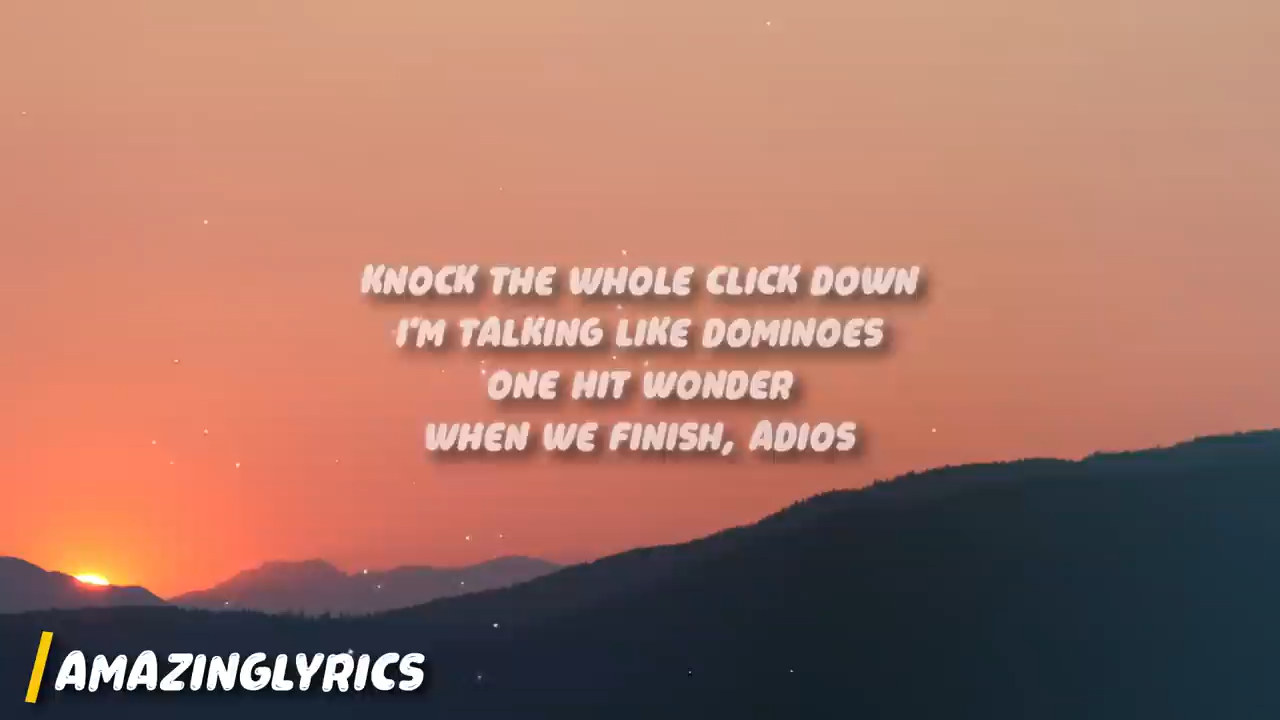 KNOCK THE WHOLE CLICK DOWN
I'M TALKING LIKE DOMINOES
ONE HIT WONDER
WHEN WE FINISH, ADIOS
AMAZINGLYRICS